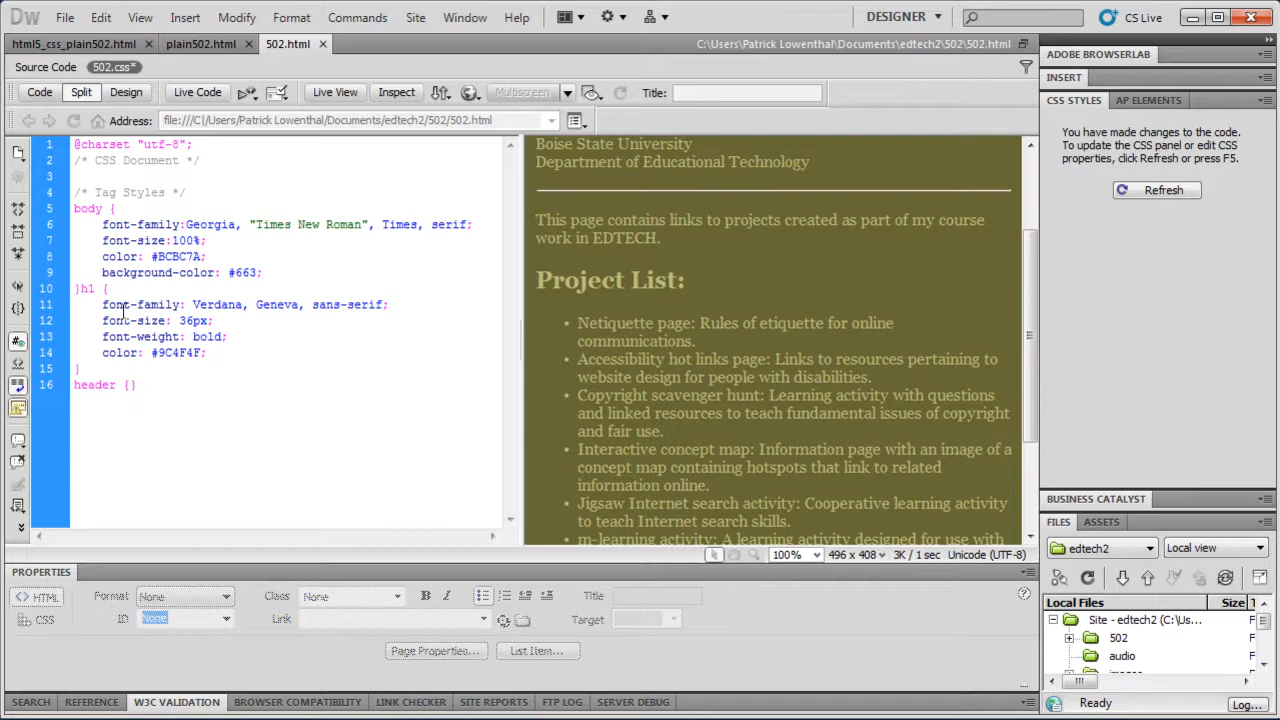 Dw File Edit View Insert Modify Format Commands Site Window Help DESIGNER CS Live
html5_css_plain502.html plain502.html 502.html C:\Users\Patrick Lowenthal\Documents\edtech2\502\502.html
Source Code 502.css*
Code Split Design Live Code Live View Inspect Multiscreen Title:
Address: file:///C|/Users/Patrick Lowenthal/Documents/edtech2/502/502.html
1 @charset "utf-8";
2 /* CSS Document */
3
4 /* Tag Styles */
5 body {
6 font-family:Georgia, "Times New Roman", Times, serif;
7 font-size:100%;
8 color: #BCBC7A;
9 background-color: #663;
10 }h1 {
11 font-family: Verdana, Geneva, sans-serif;
12 font-size: 36px;
13 font-weight: bold;
14 color: #9C4F4F;
15 }
16 header {}
Boise State University
Department of Educational Technology
This page contains links to projects created as part of my course
work in EDTECH.
Project List:
• Netiquette page: Rules of etiquette for online
communications.
• Accessibility hot links page: Links to resources pertaining to
website design for people with disabilities.
• Copyright scavenger hunt: Learning activity with questions
and linked resources to teach fundamental issues of copyright
and fair use.
• Interactive concept map: Information page with an image of a
concept map containing hotspots that link to related
information online.
• Jigsaw Internet search activity: Cooperative learning activity
to teach Internet search skills.
• m-learning activity: A learning activity designed for use with
100% 496 x 408 3K / 1 sec Unicode (UTF-8)
ADOBE BROWSERLAB
INSERT
CSS STYLES AP ELEMENTS
You have made changes to the code.
To update the CSS panel or edit CSS
properties, click Refresh or press F5.
Refresh
BUSINESS CATALYST
FILES ASSETS
edtech2 Local view
Local Files Size T
Site - edtech2 (C:\Us... F
502 F
audio F
Ready Log...
PROPERTIES
<> HTML Format None Class None B I Title
CSS ID None Link Target
Page Properties... List Item...
SEARCH REFERENCE W3C VALIDATION BROWSER COMPATIBILITY LINK CHECKER SITE REPORTS FTP LOG SERVER DEBUG